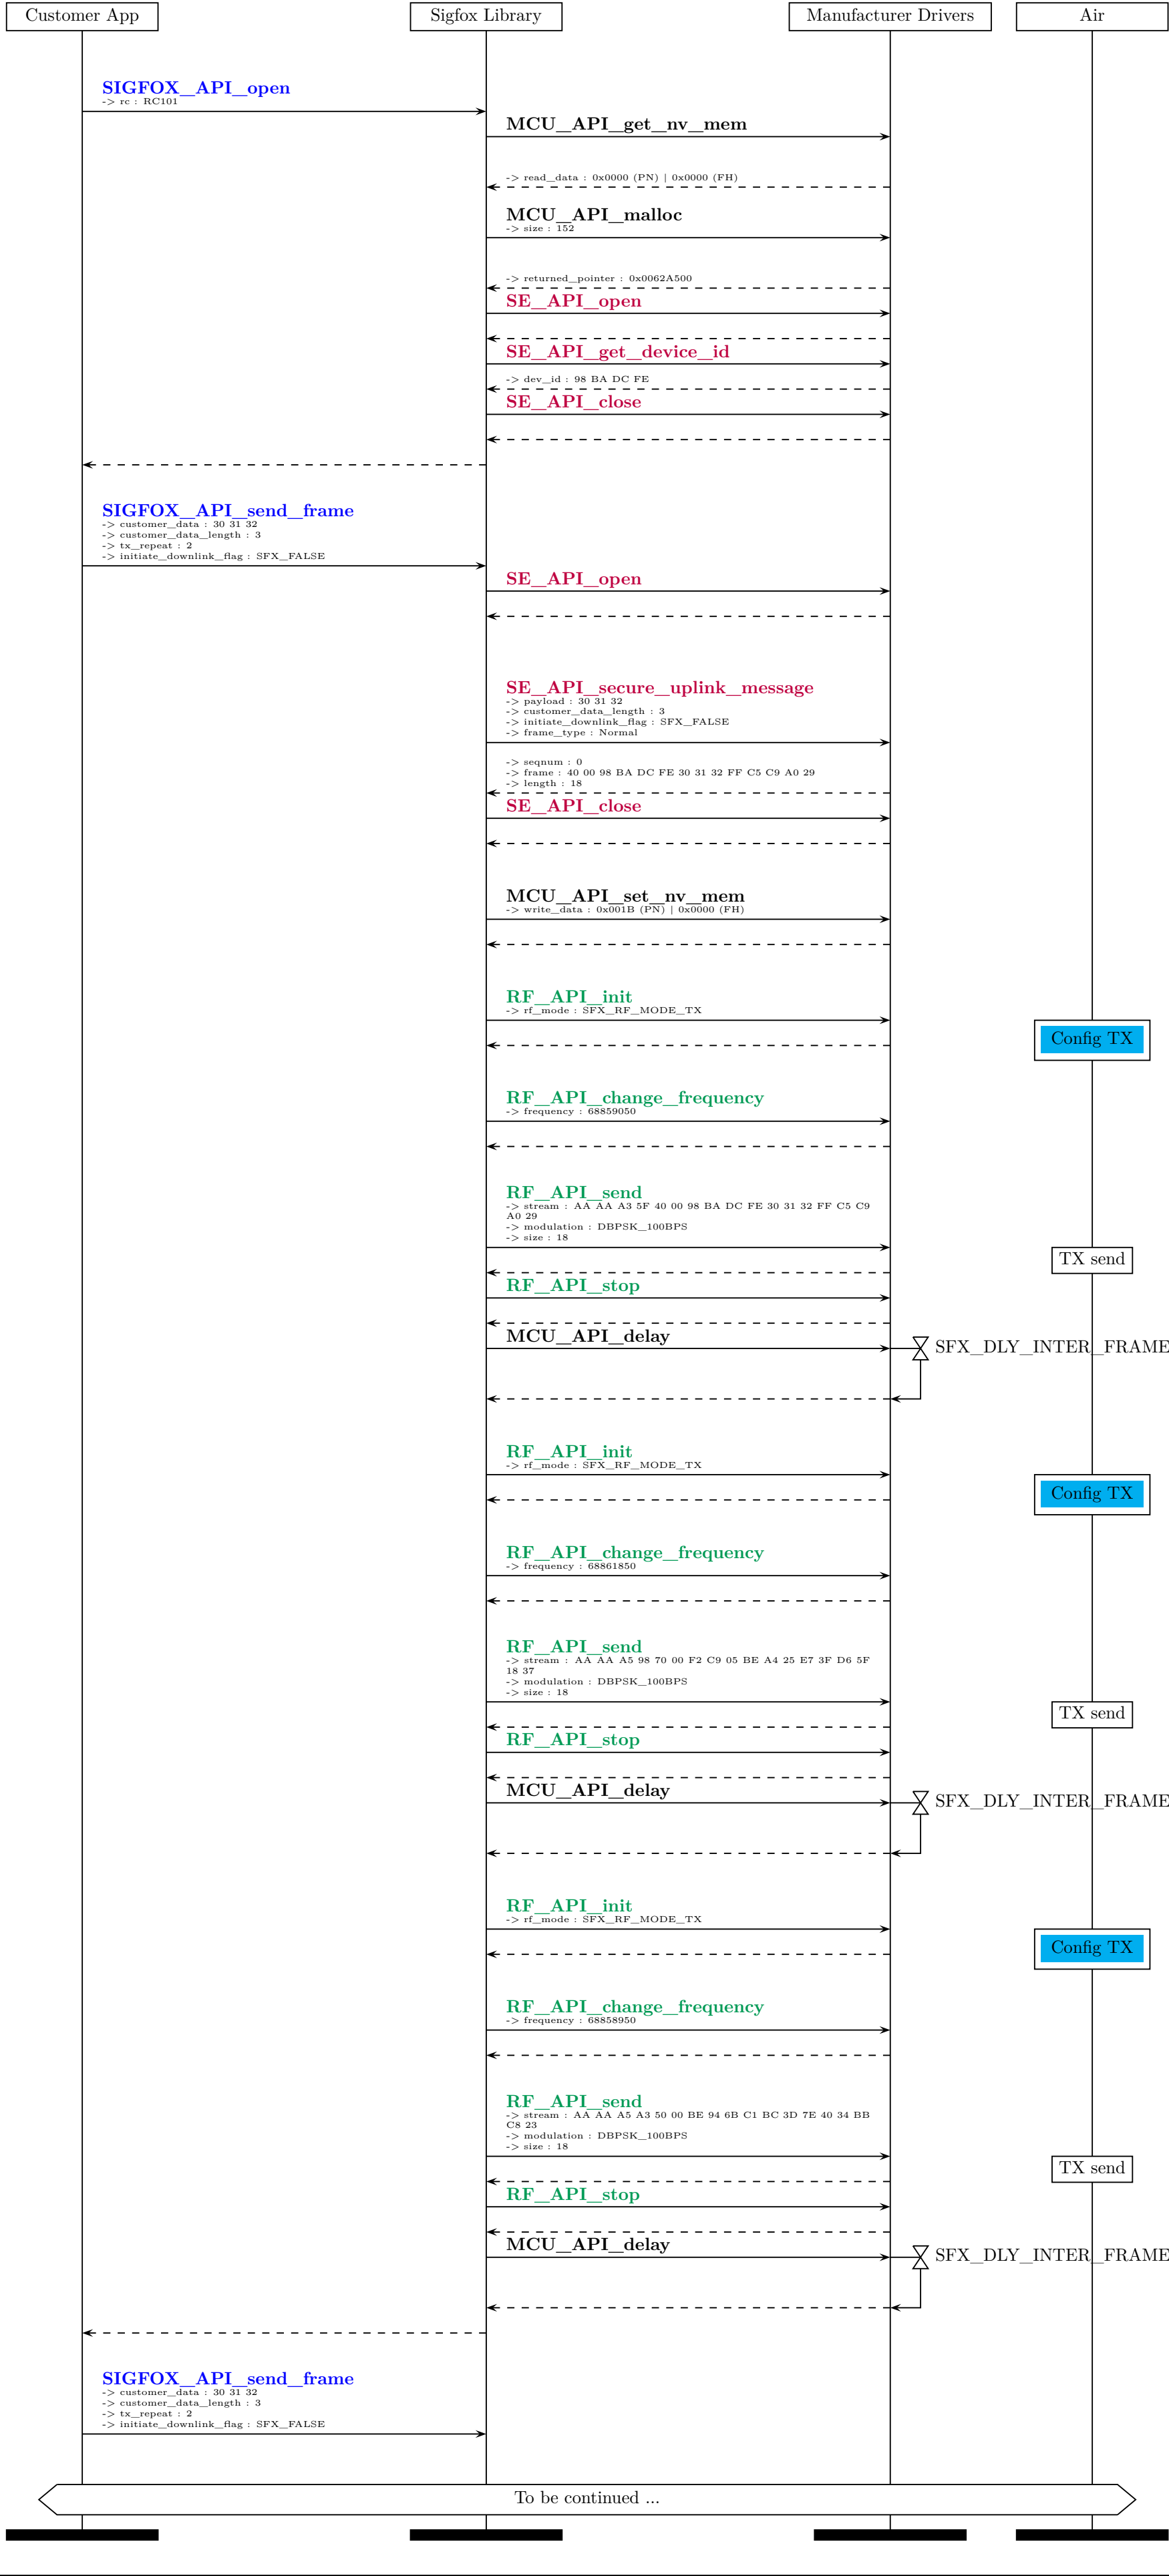 Customer App
Sigfox Library
Manufacturer Drivers
Air
SIGFOX_API_open
-> rc : RC101
MCU_API_get_nv_mem
-> read_data : 0x0000 (PN) | 0x0000 (FH)
MCU_API_malloc
-> size : 152
-> returned_pointer : 0x0062A500
SE_API_open
SE_API_get_device_id
-> dev_id : 98 BA DC FE
SE_API_close
SIGFOX_API_send_frame
-> customer_data : 30 31 32
-> customer_data_length : 3
-> tx_repeat : 2
-> initiate_downlink_flag : SFX_FALSE
SE_API_open
SE_API_secure_uplink_message
-> payload : 30 31 32
-> customer_data_length : 3
-> initiate_downlink_flag : SFX_FALSE
-> frame_type : Normal
-> seqnum : 0
-> frame : 40 00 98 BA DC FE 30 31 32 FF C5 C9 A0 29
-> length : 18
SE_API_close
MCU_API_set_nv_mem
-> write_data : 0x001B (PN) | 0x0000 (FH)
RF_API_init
-> rf_mode : SFX_RF_MODE_TX
Config TX
RF_API_change_frequency
-> frequency : 68859050
RF_API_send
-> stream : AA AA A3 5F 40 00 98 BA DC FE 30 31 32 FF C5 C9
A0 29
-> modulation : DBPSK_100BPS
-> size : 18
TX send
RF_API_stop
MCU_API_delay
SFX_DLY_INTER_FRAME
RF_API_init
-> rf_mode : SFX_RF_MODE_TX
Config TX
RF_API_change_frequency
-> frequency : 68861850
RF_API_send
-> stream : AA AA A5 98 70 00 F2 C9 05 BE A4 25 E7 3F D6 5F
18 37
-> modulation : DBPSK_100BPS
-> size : 18
TX send
RF_API_stop
MCU_API_delay
SFX_DLY_INTER_FRAME
RF_API_init
-> rf_mode : SFX_RF_MODE_TX
Config TX
RF_API_change_frequency
-> frequency : 68858950
RF_API_send
-> stream : AA AA A5 A3 50 00 BE 94 6B C1 BC 3D 7E 40 34 BB
C8 23
-> modulation : DBPSK_100BPS
-> size : 18
TX send
RF_API_stop
MCU_API_delay
SFX_DLY_INTER_FRAME
SIGFOX_API_send_frame
-> customer_data : 30 31 32
-> customer_data_length : 3
-> tx_repeat : 2
-> initiate_downlink_flag : SFX_FALSE
To be continued ...